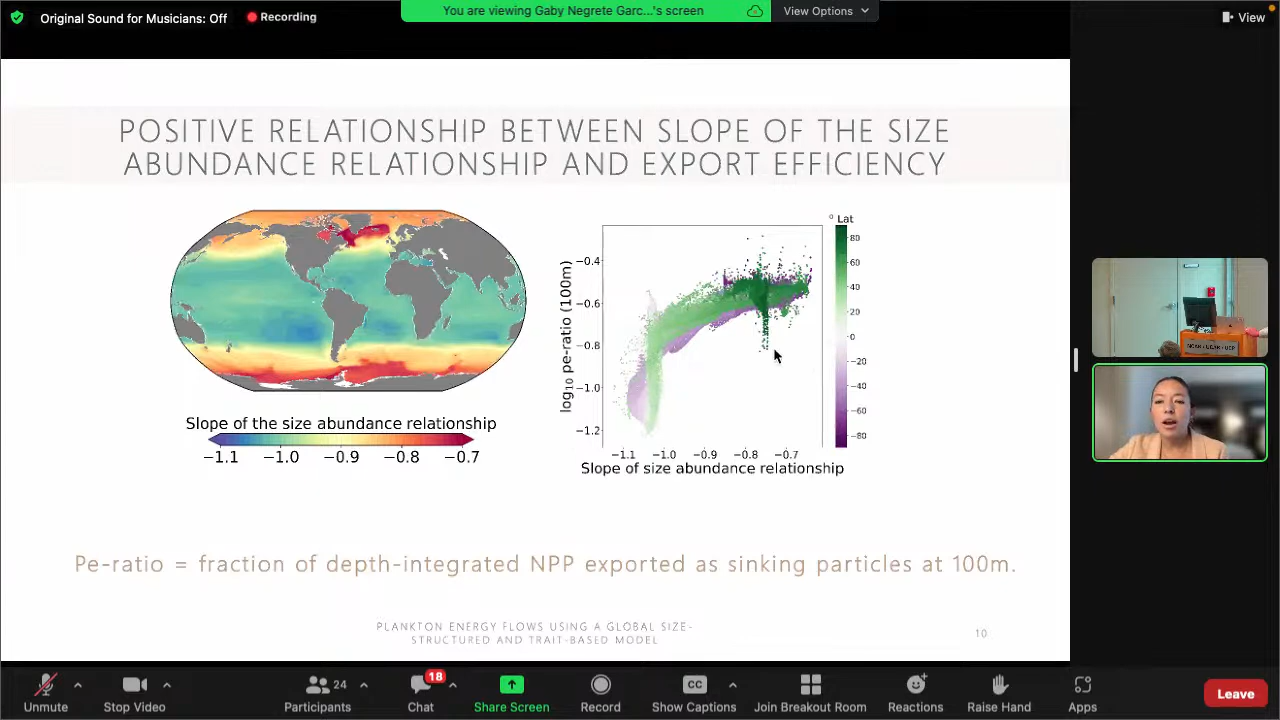 Original Sound for Musicians: Off
Recording
You are viewing Gaby Negrete Garc...'s screen
View Options
View
POSITIVE RELATIONSHIP BETWEEN SLOPE OF THE SIZE
ABUNDANCE RELATIONSHIP AND EXPORT EFFICIENCY
Slope of the size abundance relationship
−1.1 −1.0 −0.9 −0.8 −0.7
log10 pe-ratio (100m)
−0.4
−0.6
−0.8
−1.0
−1.2
−1.1 −1.0 −0.9 −0.8 −0.7
Slope of size abundance relationship
° Lat
80
60
40
20
0
−20
−40
−60
−80
NCAR - UCAR - UCP
Pe-ratio = fraction of depth-integrated NPP exported as sinking particles at 100m.
PLANKTON ENERGY FLOWS USING A GLOBAL SIZE-
STRUCTURED AND TRAIT-BASED MODEL
10
Unmute
Stop Video
24
Participants
18
Chat
Share Screen
Record
CC
Show Captions
Join Breakout Room
Reactions
Raise Hand
Apps
Leave